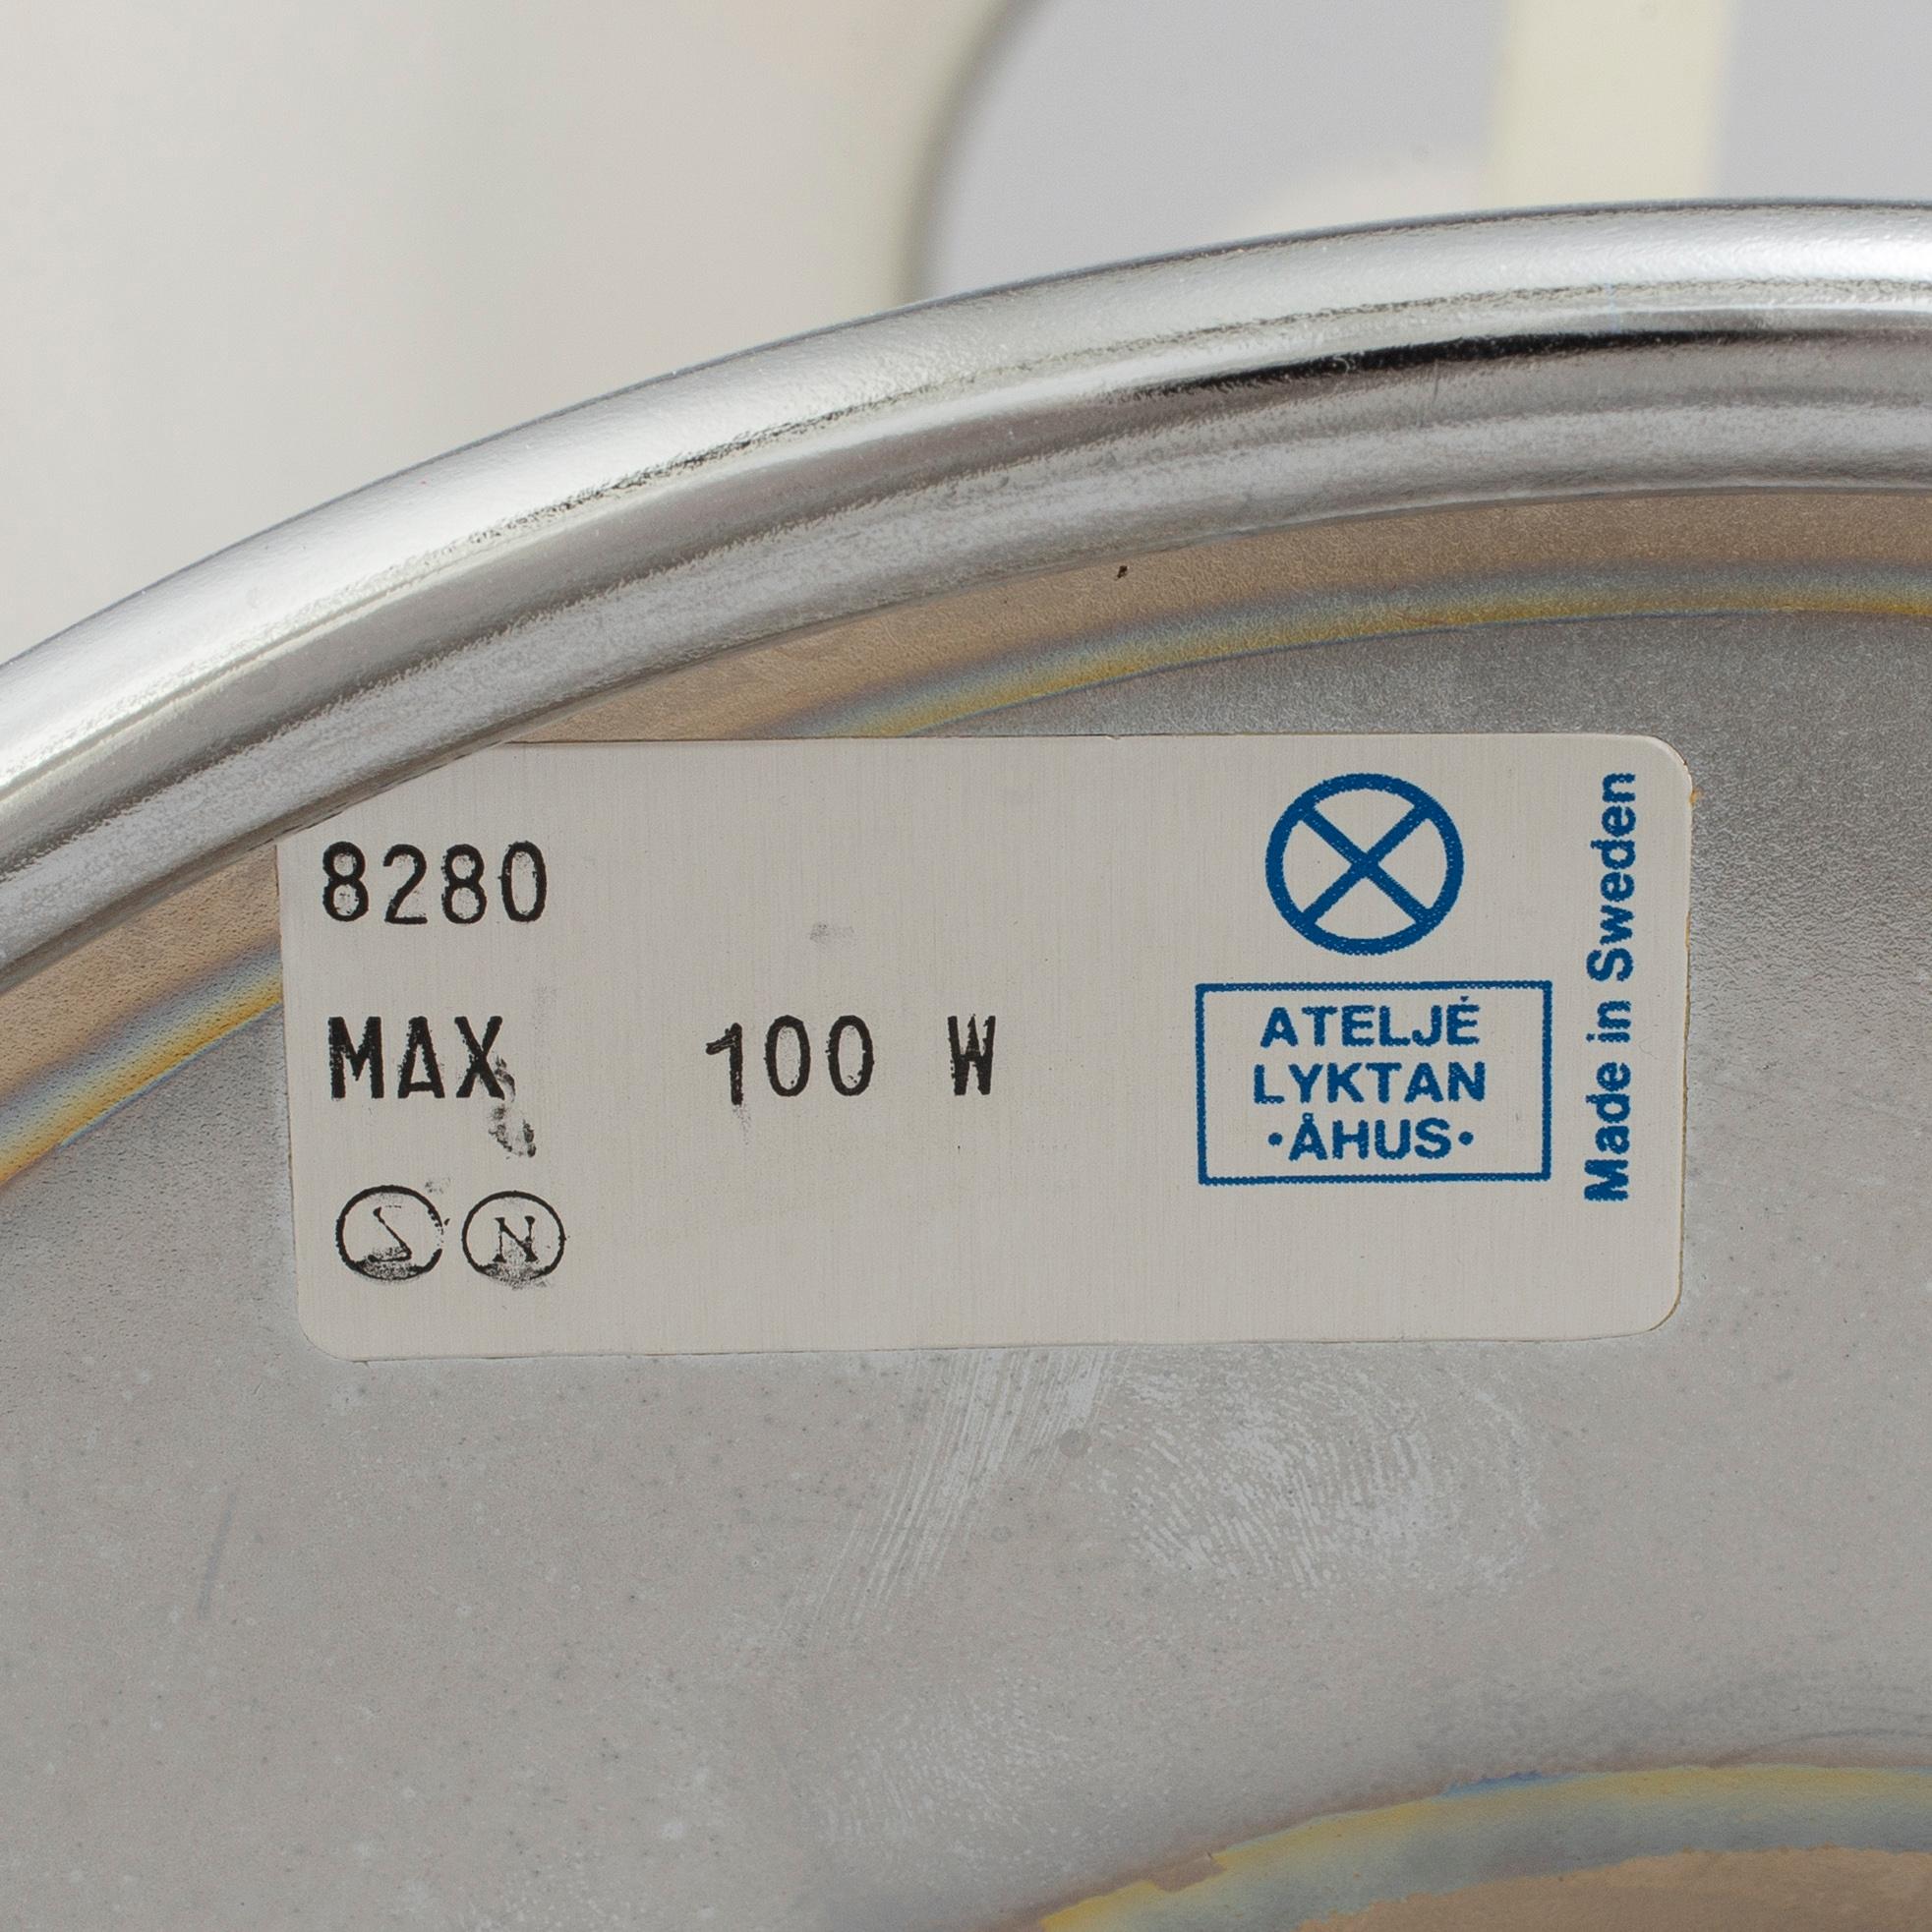 8280
MAX 100 W
S N
ATELJÉ
LYKTAN
·ÅHUS·
Made in Sweden